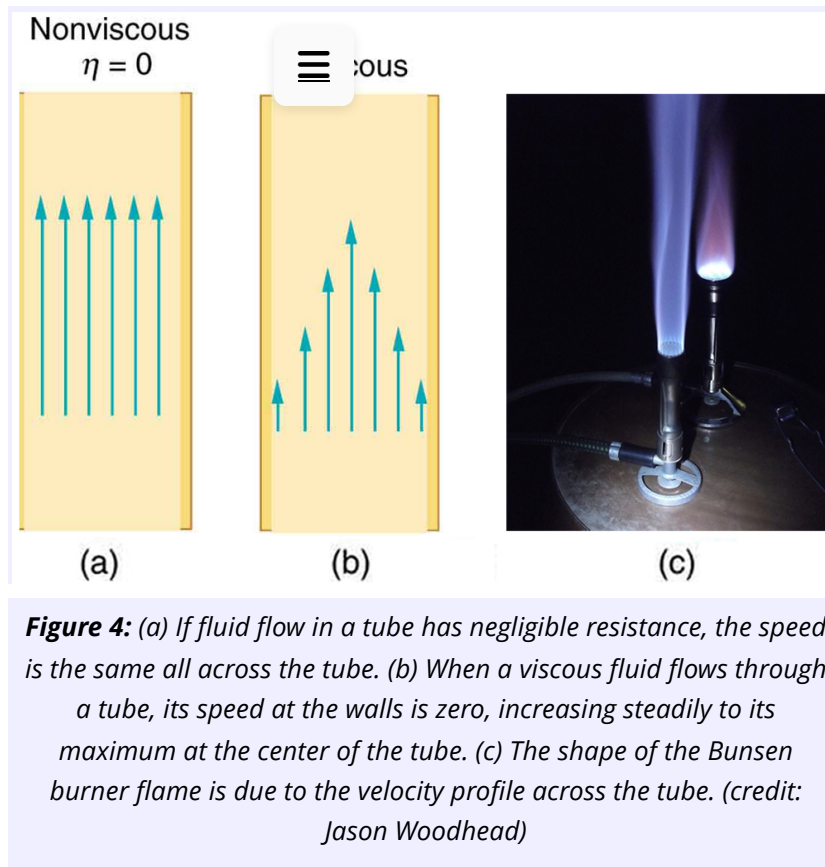 Nonviscous
η = 0
cous
(a)
(b)
(c)
Figure 4: (a) If fluid flow in a tube has negligible resistance, the speed
is the same all across the tube. (b) When a viscous fluid flows through
a tube, its speed at the walls is zero, increasing steadily to its
maximum at the center of the tube. (c) The shape of the Bunsen
burner flame is due to the velocity profile across the tube. (credit:
Jason Woodhead)